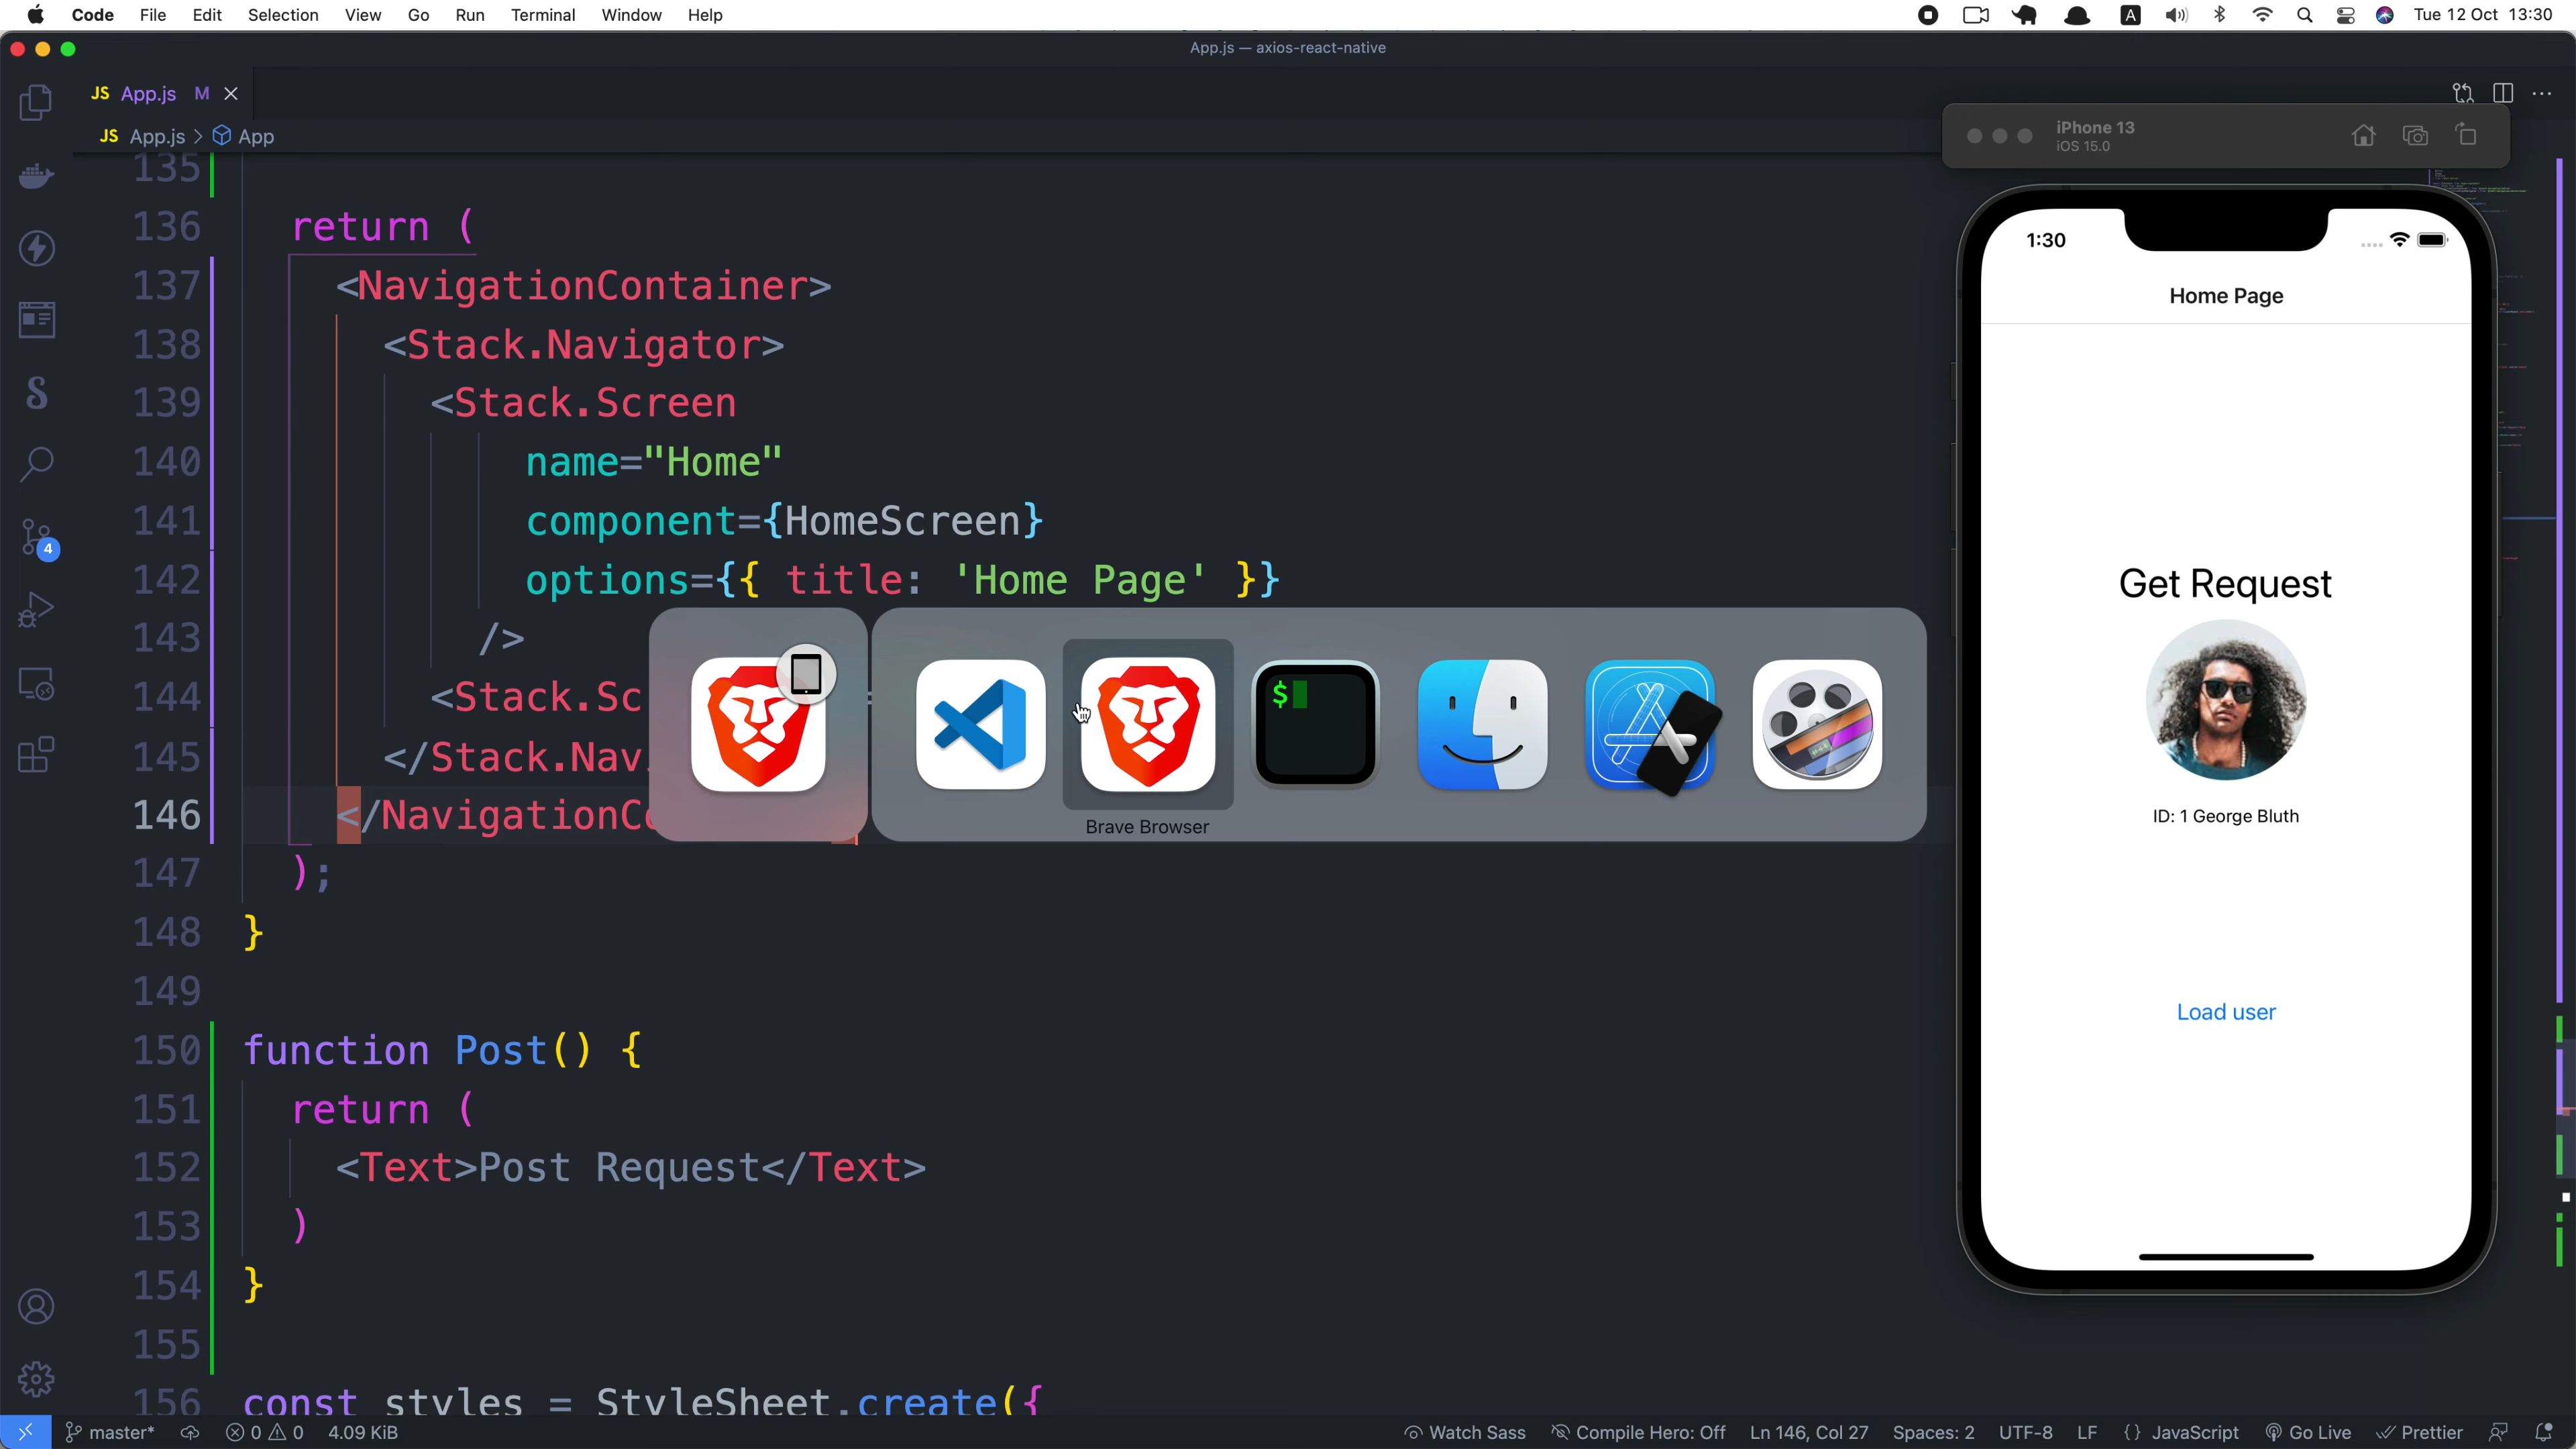 Code File Edit Selection View Go Run Terminal Window Help
A Tue 12 Oct 13:30
App.js — axios-react-native
JS App.js M
JS App.js > App
iPhone 13
iOS 15.0
135
136 return (
137 <NavigationContainer>
138 <Stack.Navigator>
139 <Stack.Screen
140 name="Home"
141 component={HomeScreen}
142 options={{ title: 'Home Page' }}
143 />
144 <Stack.Sc
145 </Stack.Nav
146 </NavigationC
147 );
148 }
149
150 function Post() {
151 return (
152 <Text>Post Request</Text>
153 )
154 }
155
156 const styles = StyleSheet.create({
4
$
Brave Browser
1:30
Home Page
Get Request
ID: 1 George Bluth
Load user
master* 0 0 4.09 KiB
Watch Sass Compile Hero: Off Ln 146, Col 27 Spaces: 2 UTF-8 LF {} JavaScript Go Live Prettier